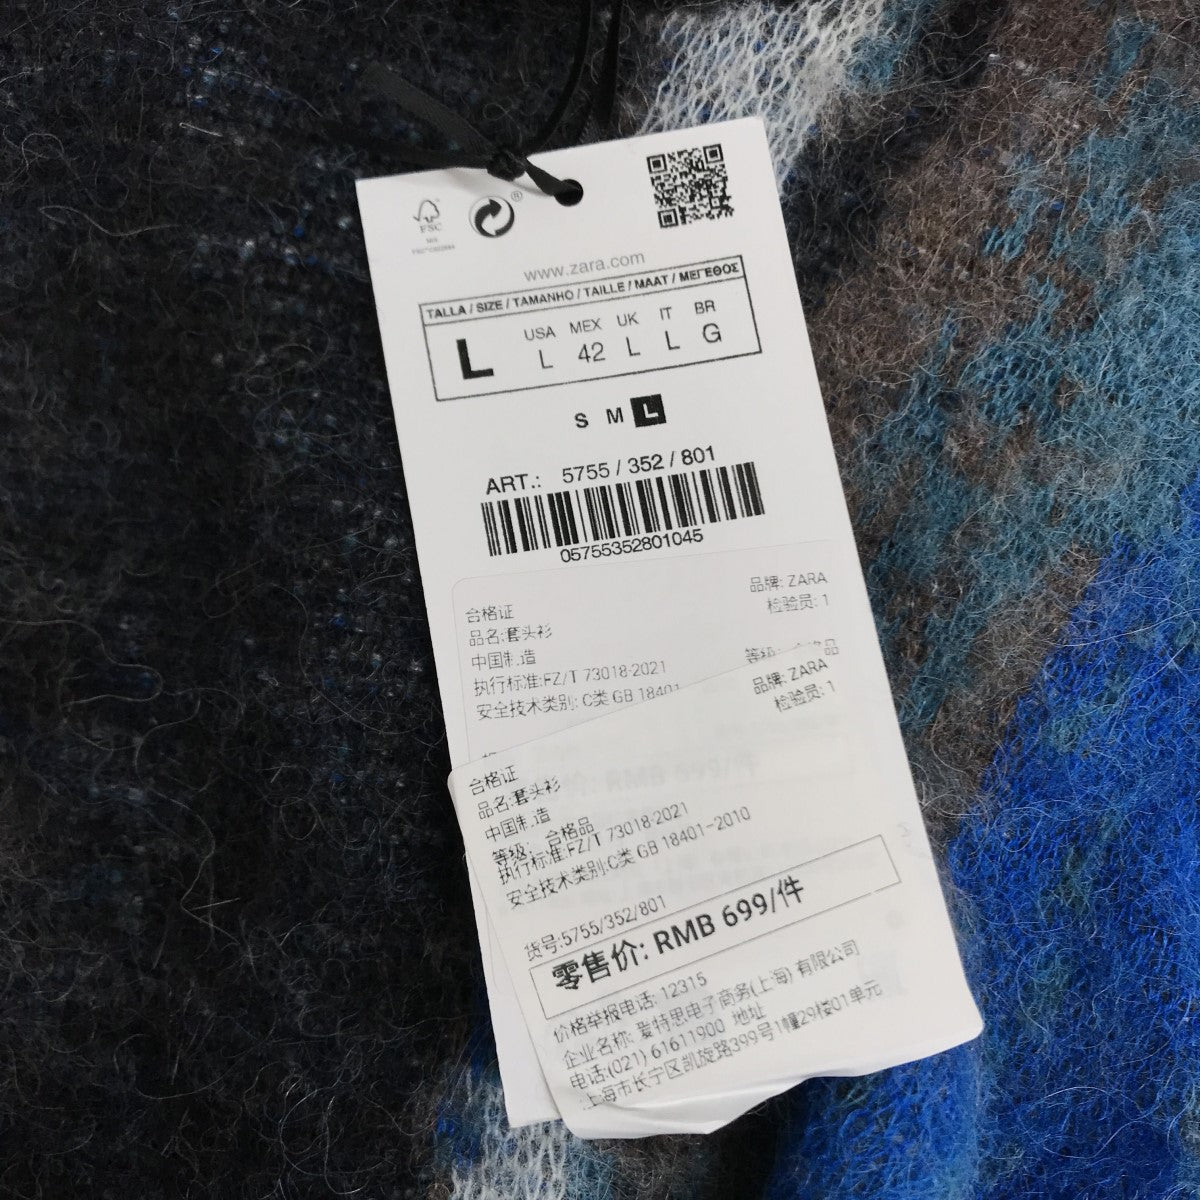 FSC
www.zara.com
TALLA / SIZE / TAMANHO / TAILLE / MAAT / ΜΕΓΕΘΟΣ
USA MEX UK IT BR
L L 42 L L G
S M L
ART.: 5755 / 352 / 801
05755352801045
品牌: ZARA
合格证
检验员: 1
品名:套头衫
中国制造
等级: 合格品
执行标准:FZ/T 73018-2021
安全技术类别: C类 GB 18401
品牌: ZARA
检验员: 1
合格证
品名:套头衫
中国制造
等级: 合格品
执行标准:FZ/T 73018-2021
安全技术类别:C类 GB 18401-2010
货号:5755/352/801
零售价: RMB 699/件
价格举报电话: 12315
企业名称: 爱特思电子商务(上海) 有限公司
电话:(021) 61611900 地址
上海市长宁区凯旋路399号1幢29楼01单元